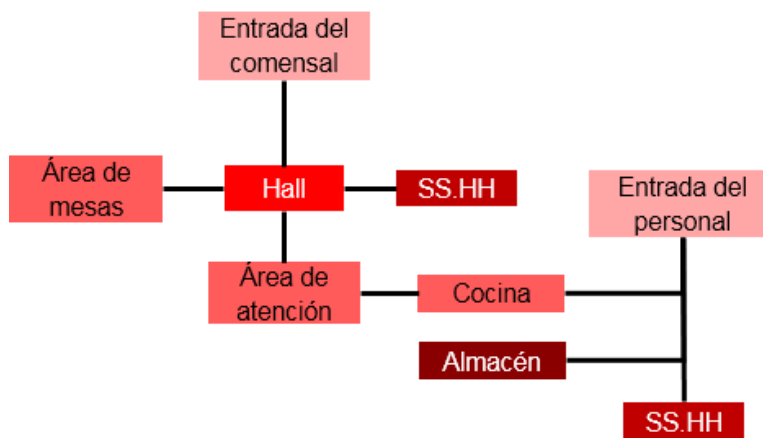 Entrada del
comensal
Área de
mesas
Hall
SS.HH
Entrada del
personal
Área de
atención
Cocina
Almacén
SS.HH